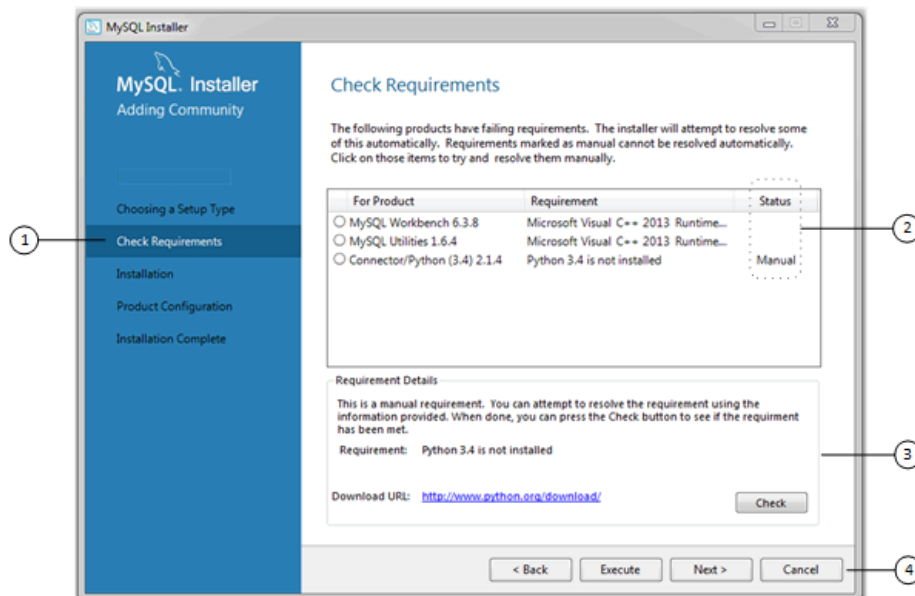 MySQL Installer
MySQL. Installer
Adding Community
Choosing a Setup Type
Check Requirements
Installation
Product Configuration
Installation Complete
Check Requirements
The following products have failing requirements. The installer will attempt to resolve some
of this automatically. Requirements marked as manual cannot be resolved automatically.
Click on those items to try and resolve them manually.
For Product Requirement Status
MySQL Workbench 6.3.8 Microsoft Visual C++ 2013 Runtime...
MySQL Utilities 1.6.4 Microsoft Visual C++ 2013 Runtime...
Connector/Python (3.4) 2.1.4 Python 3.4 is not installed Manual
Requirement Details
This is a manual requirement. You can attempt to resolve the requirement using the
information provided. When done, you can press the Check button to see if the requirment
has been met.
Requirement: Python 3.4 is not installed
Download URL: http://www.python.org/download/
Check
< Back Execute Next > Cancel
1
2
3
4